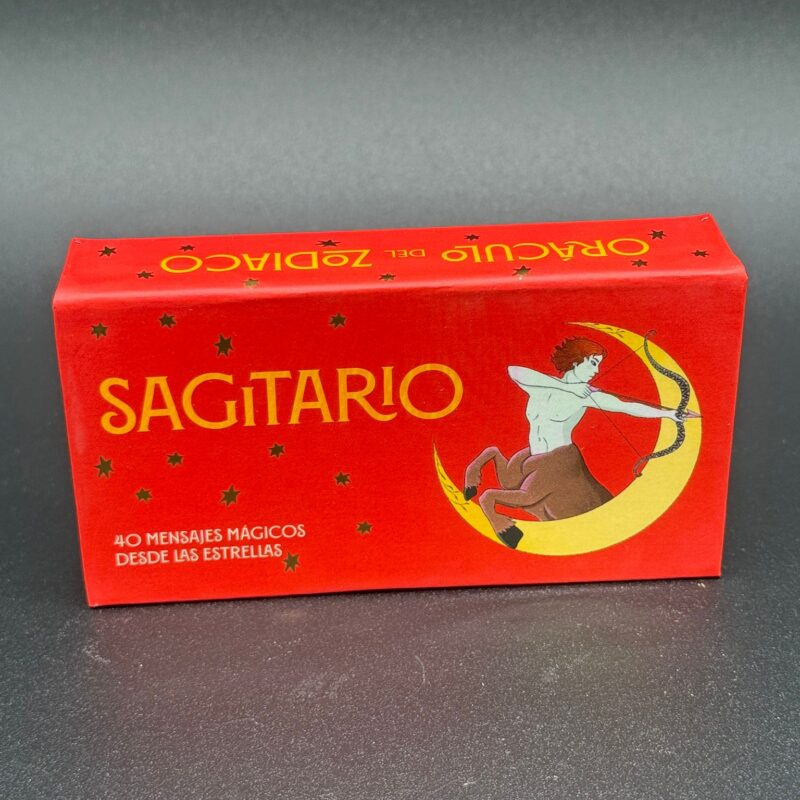 ORÁCULO DEL ZODIACO
SAGITARIO
40 MENSAJES MÁGICOS
DESDE LAS ESTRELLAS